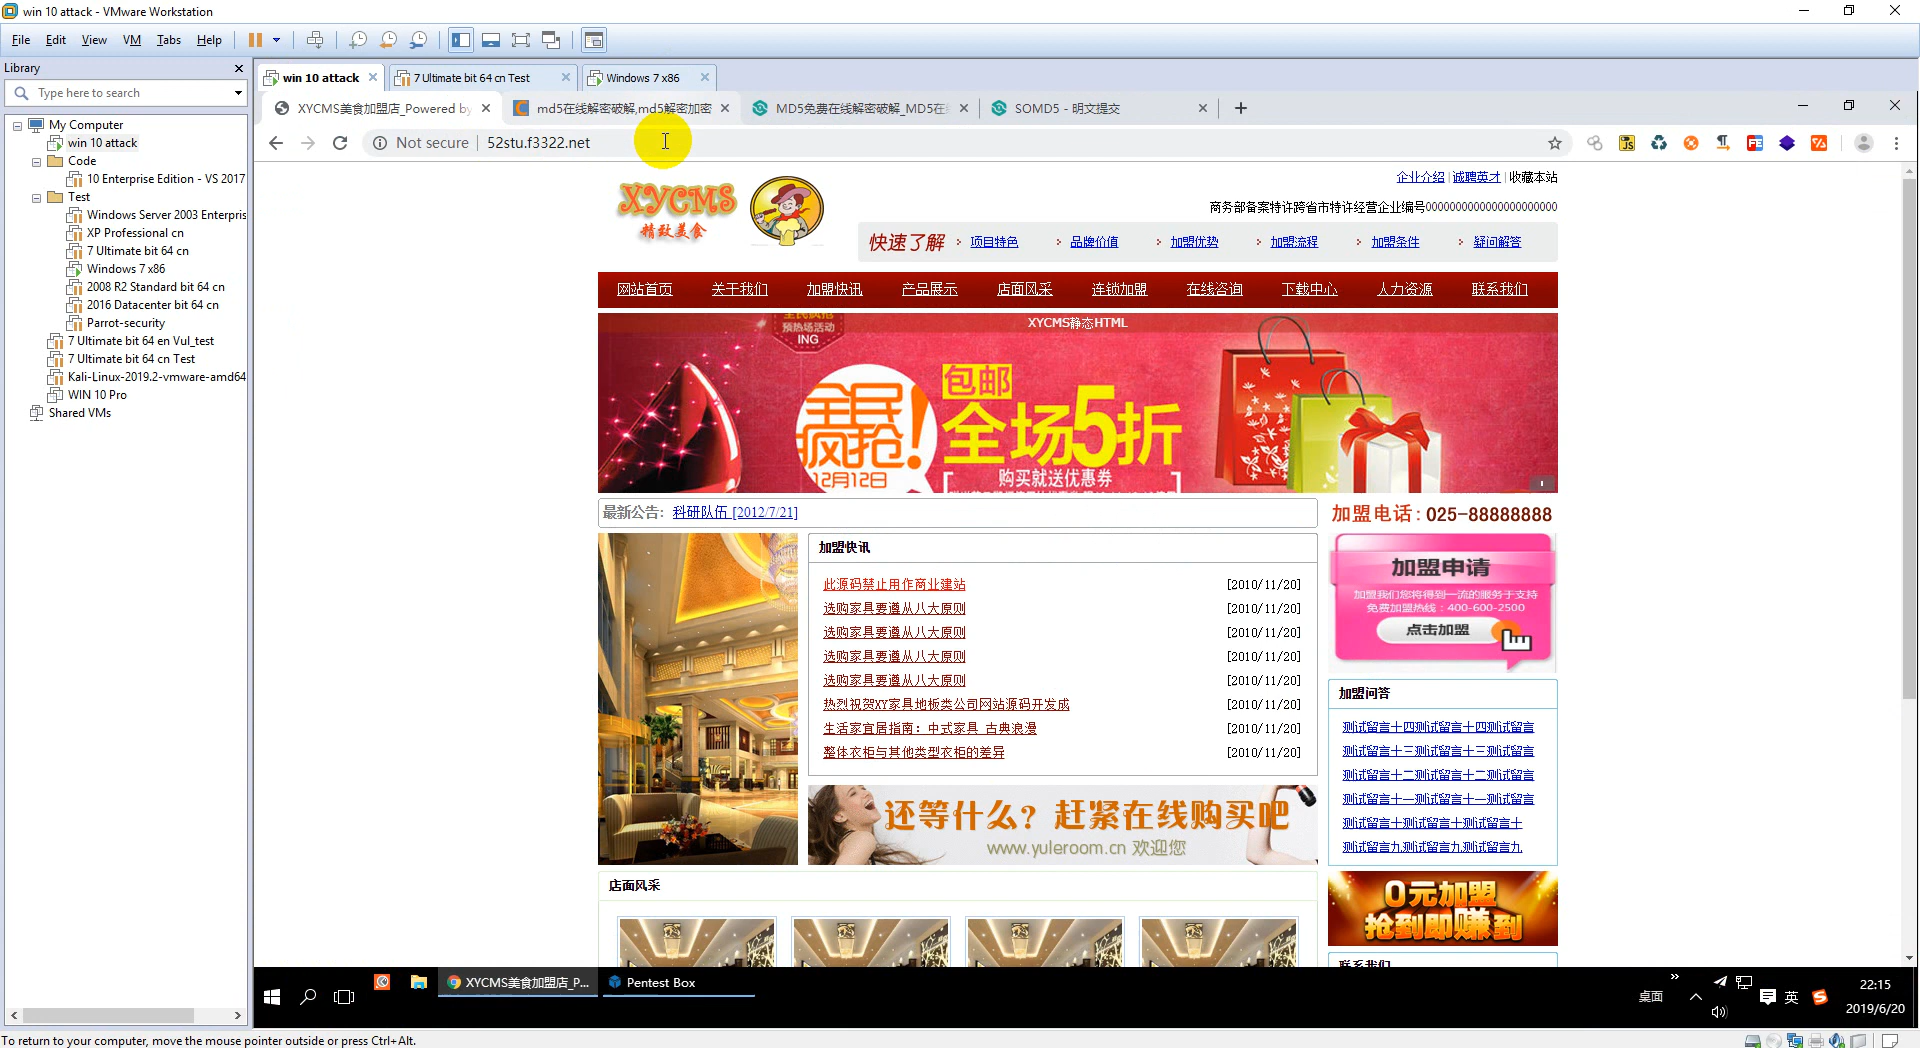 win 10 attack - VMware Workstation
File Edit View VM Tabs Help
Library
Type here to search
My Computer
win 10 attack
Code
10 Enterprise Edition - VS 2017
Test
Windows Server 2003 Enterpris
XP Professional cn
7 Ultimate bit 64 cn
Windows 7 x86
2008 R2 Standard bit 64 cn
2016 Datacenter bit 64 cn
Parrot-security
7 Ultimate bit 64 en Vul_test
7 Ultimate bit 64 cn Test
Kali-Linux-2019.2-vmware-amd64
WIN 10 Pro
Shared VMs
win 10 attack 7 Ultimate bit 64 cn Test Windows 7 x86
XYCMS美食加盟店_Powered by md5在线解密破解,md5解密加密 MD5免费在线解密破解_MD5在 SOMD5 - 明文提交
Not secure 52stu.f3322.net
企业介绍 | 诚聘英才 | 收藏本站
XYCMS
精致美食
商务部备案特许跨省市特许经营企业编号0000000000000000000000
快速了解 项目特色 品牌价值 加盟优势 加盟流程 加盟条件 疑问解答
网站首页 关于我们 加盟快讯 产品展示 店面风采 连锁加盟 在线咨询 下载中心 人力资源 联系我们
XYCMS静态HTML
全民疯抢
预热场活动
ING
全民疯抢!
12月12日
包邮
全场5折
购买就送优惠券
最新公告: 科研队伍 [2012/7/21]
加盟电话:025-88888888
加盟快讯
此源码禁止用作商业建站 [2010/11/20]
选购家具要遵从八大原则 [2010/11/20]
选购家具要遵从八大原则 [2010/11/20]
选购家具要遵从八大原则 [2010/11/20]
选购家具要遵从八大原则 [2010/11/20]
热烈祝贺XY家具地板类公司网站源码开发成 [2010/11/20]
生活家宜居指南: 中式家具 古典浪漫 [2010/11/20]
整体衣柜与其他类型衣柜的差异 [2010/11/20]
加盟申请
加盟我们您将得到一流的服务于支持
免费加盟热线:400-600-2500
点击加盟
加盟问答
测试留言十四测试留言十四测试留言
测试留言十三测试留言十三测试留言
测试留言十二测试留言十二测试留言
测试留言十一测试留言十一测试留言
测试留言十测试留言十测试留言十
测试留言九测试留言九测试留言九
还等什么? 赶紧在线购买吧
www.yuleroom.cn 欢迎您
店面风采
0元加盟
抢到即赚到
联系我们
XYCMS美食加盟店_P... Pentest Box
桌面
英
22:15
2019/6/20
To return to your computer, move the mouse pointer outside or press Ctrl+Alt.